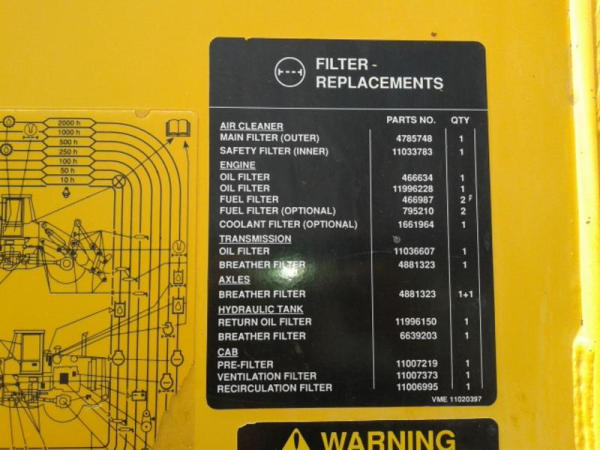 FILTER -
REPLACEMENTS
PARTS NO. QTY
AIR CLEANER
MAIN FILTER (OUTER) 4785748 1
SAFETY FILTER (INNER) 11033783 1
ENGINE
OIL FILTER 466634 1
OIL FILTER 11996228 1
FUEL FILTER 466987 2
FUEL FILTER (OPTIONAL) 795210 2
COOLANT FILTER (OPTIONAL) 1661964 1
TRANSMISSION
OIL FILTER 11036607 1
BREATHER FILTER 4881323 1
AXLES
BREATHER FILTER 4881323 1+1
HYDRAULIC TANK
RETURN OIL FILTER 11996150 1
BREATHER FILTER 6639203 1
CAB
PRE-FILTER 11007219 1
VENTILATION FILTER 11007373 1
RECIRCULATION FILTER 11006995 1
VME 11020397
2000 h
1000 h
500 h
250 h
100 h
50 h
10 h
WARNING